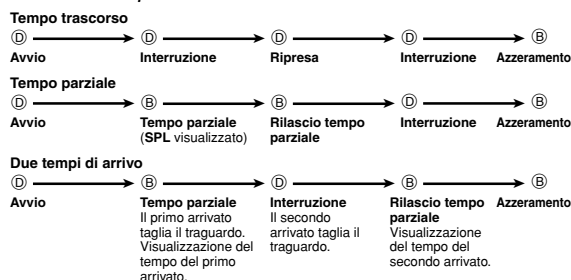 Tempo trascorso
Ⓓ Ⓓ Ⓓ Ⓓ Ⓑ
Avvio Interruzione Ripresa Interruzione Azzeramento
Tempo parziale
Ⓓ Ⓑ Ⓑ Ⓓ Ⓑ
Avvio Tempo parziale Rilascio tempo Interruzione Azzeramento
(SPL visualizzato) parziale
Due tempi di arrivo
Ⓓ Ⓑ Ⓓ Ⓑ Ⓑ
Avvio Tempo parziale Interruzione Rilascio tempo Azzeramento
Il primo arrivato Il secondo parziale
taglia il traguardo. arrivato taglia il Visualizzazione
Visualizzazione del traguardo. del tempo del
tempo del primo secondo arrivato.
arrivato.